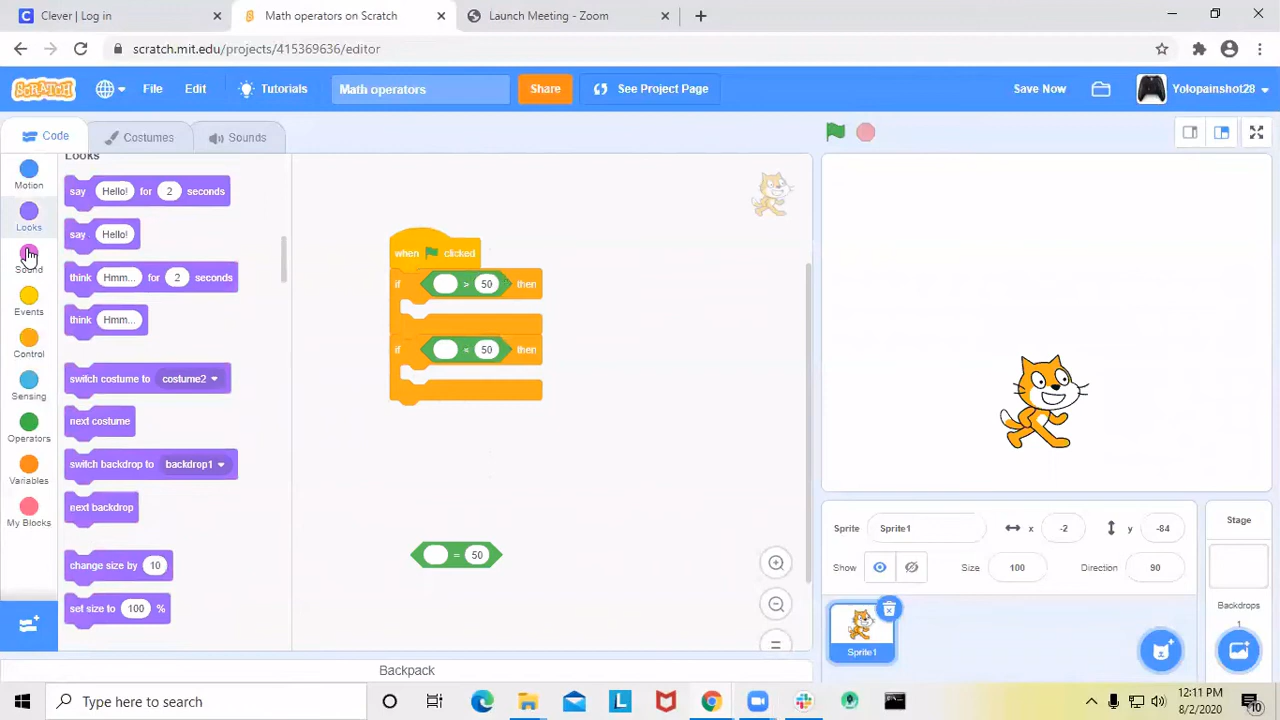 Clever | Log in
Math operators on Scratch
Launch Meeting - Zoom
scratch.mit.edu/projects/415369636/editor
SCRATCH
File
Edit
Tutorials
Math operators
Share
See Project Page
Save Now
Yolopainshot28
Code
Costumes
Sounds
Motion
Looks
Sound
Events
Control
Sensing
Operators
Variables
My Blocks
Looks
say Hello! for 2 seconds
say Hello!
think Hmm... for 2 seconds
think Hmm...
switch costume to costume2
next costume
switch backdrop to backdrop1
next backdrop
change size by 10
set size to 100 %
when clicked
if > 50 then
if < 50 then
= 50
Backpack
Sprite Sprite1
x -2
y -84
Show
Size 100
Direction 90
Sprite1
Stage
Backdrops
1
Type here to search
12:11 PM
8/2/2020
10